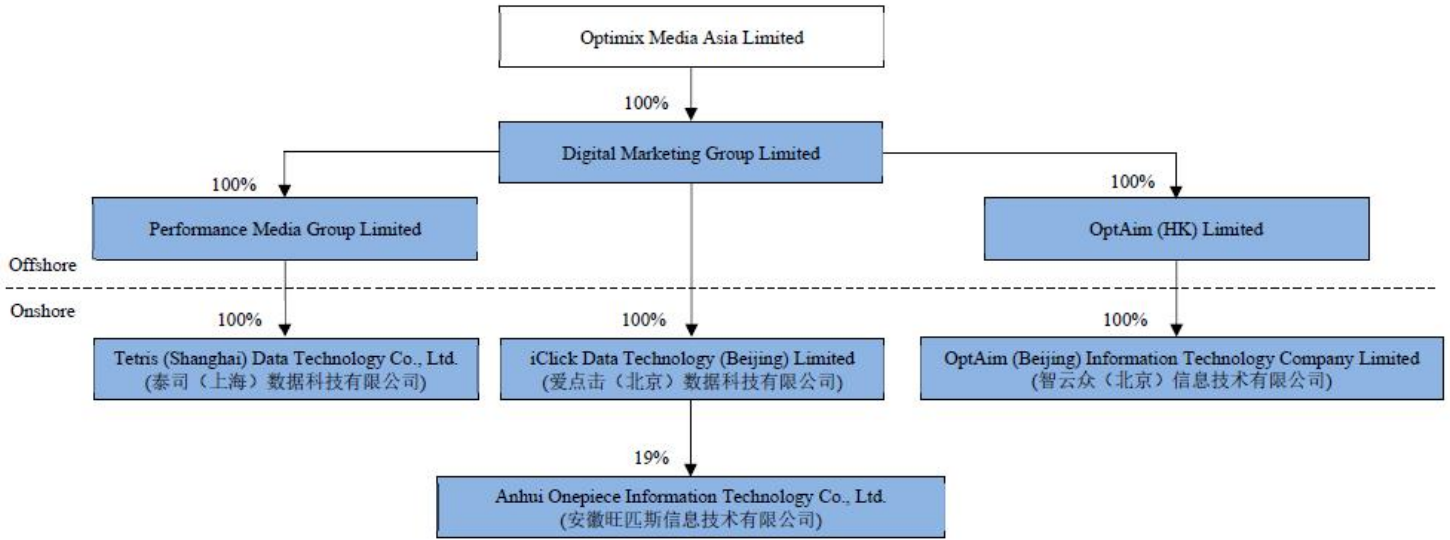 Optimix Media Asia Limited
100%
Digital Marketing Group Limited
100%
100%
Performance Media Group Limited
OptAim (HK) Limited
Offshore
Onshore
100%
100%
100%
Tetris (Shanghai) Data Technology Co., Ltd.
(泰司（上海）数据科技有限公司)
iClick Data Technology (Beijing) Limited
(爱点击（北京）数据科技有限公司)
OptAim (Beijing) Information Technology Company Limited
(智云众（北京）信息技术有限公司)
19%
Anhui Onepiece Information Technology Co., Ltd.
(安徽旺匹斯信息技术有限公司)